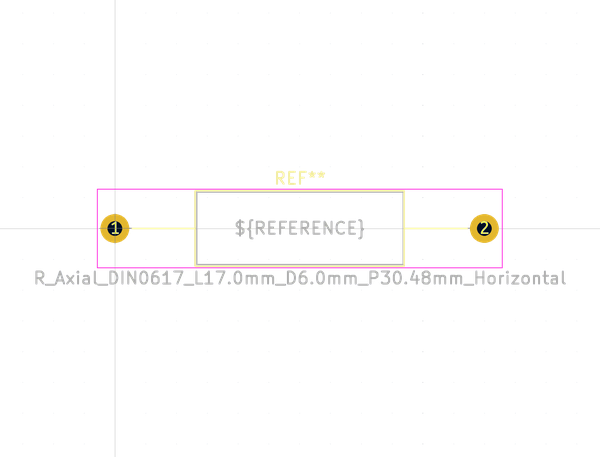 REF**
1 ${REFERENCE} 2
R_Axial_DIN0617_L17.0mm_D6.0mm_P30.48mm_Horizontal